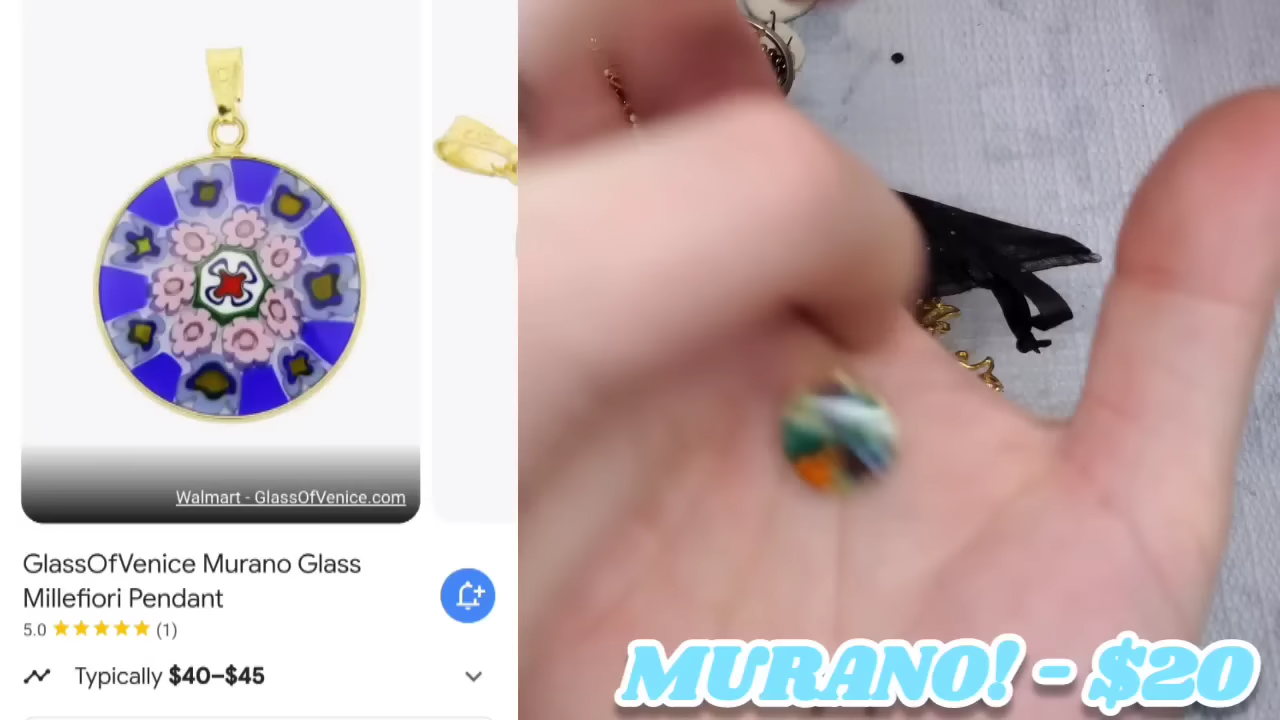 Walmart - GlassOfVenice.com
GlassOfVenice Murano Glass
Millefiori Pendant
5.0 ★★★★★ (1)
Typically $40–$45
MURANO! - $20